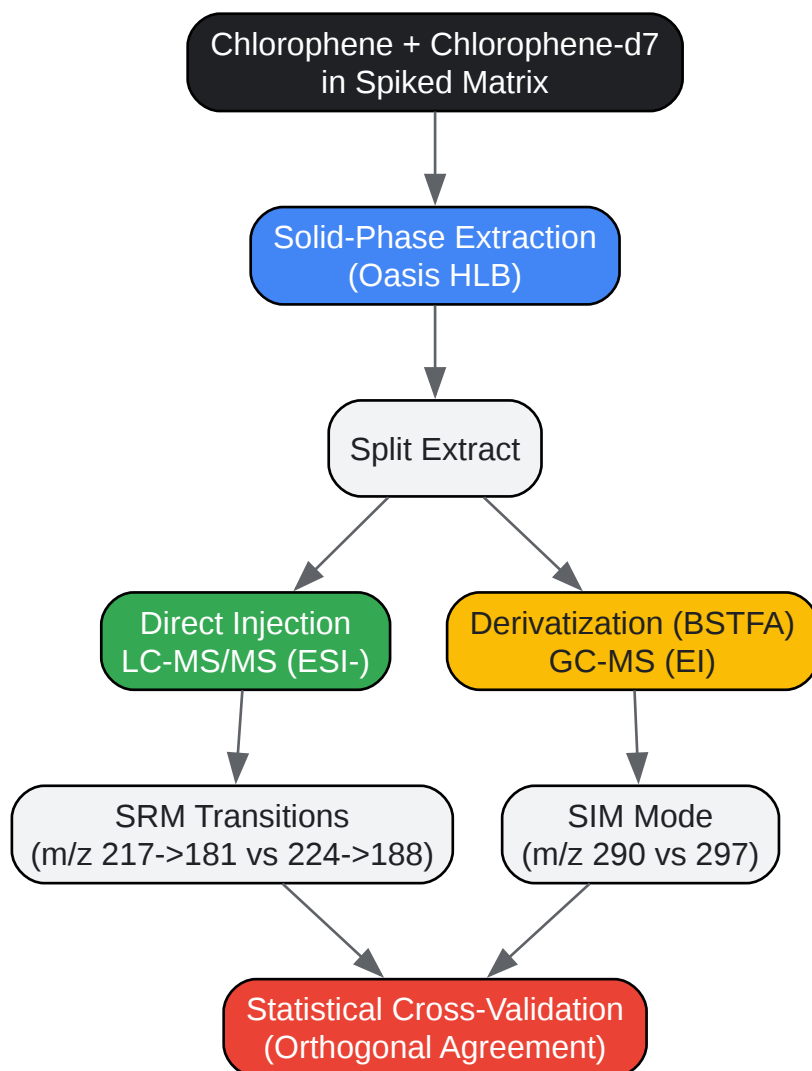 Chlorophene + Chlorophene-d7
in Spiked Matrix
Solid-Phase Extraction
(Oasis HLB)
Split Extract
Direct Injection
LC-MS/MS (ESI-)
Derivatization (BSTFA)
GC-MS (EI)
SRM Transitions
(m/z 217->181 vs 224->188)
SIM Mode
(m/z 290 vs 297)
Statistical Cross-Validation
(Orthogonal Agreement)